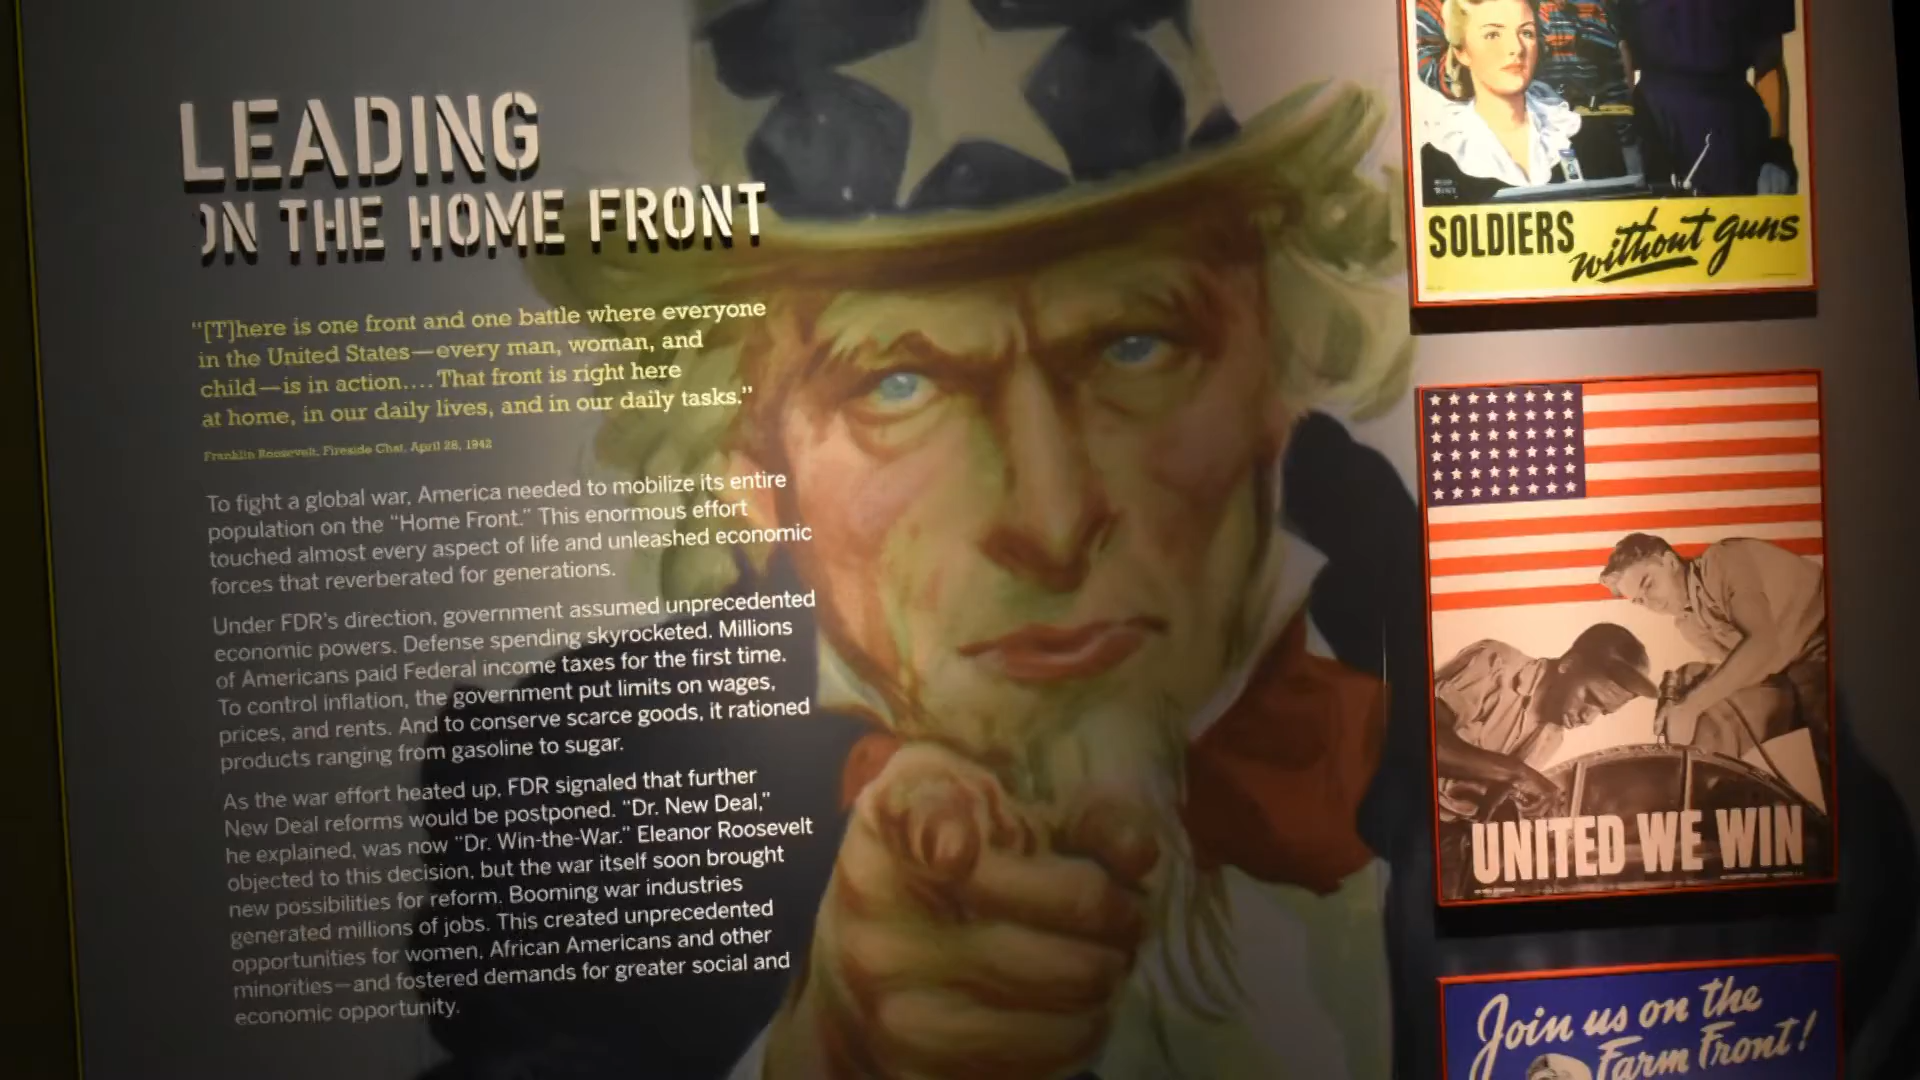 LEADING
ON THE HOME FRONT
"[T]here is one front and one battle where everyone
in the United States—every man, woman, and
child—is in action.... That front is right here
at home, in our daily lives, and in our daily tasks."
Franklin Roosevelt, Fireside Chat, April 28, 1942
To fight a global war, America needed to mobilize its entire
population on the "Home Front." This enormous effort
touched almost every aspect of life and unleashed economic
forces that reverberated for generations.
Under FDR's direction, government assumed unprecedented
economic powers. Defense spending skyrocketed. Millions
of Americans paid Federal income taxes for the first time.
To control inflation, the government put limits on wages,
prices, and rents. And to conserve scarce goods, it rationed
products ranging from gasoline to sugar.
As the war effort heated up, FDR signaled that further
New Deal reforms would be postponed. "Dr. New Deal,"
he explained, was now "Dr. Win-the-War." Eleanor Roosevelt
objected to this decision, but the war itself soon brought
new possibilities for reform. Booming war industries
generated millions of jobs. This created unprecedented
opportunities for women, African Americans and other
minorities—and fostered demands for greater social and
economic opportunity.
SOLDIERS without guns
UNITED WE WIN
Join us on the
Farm Front!